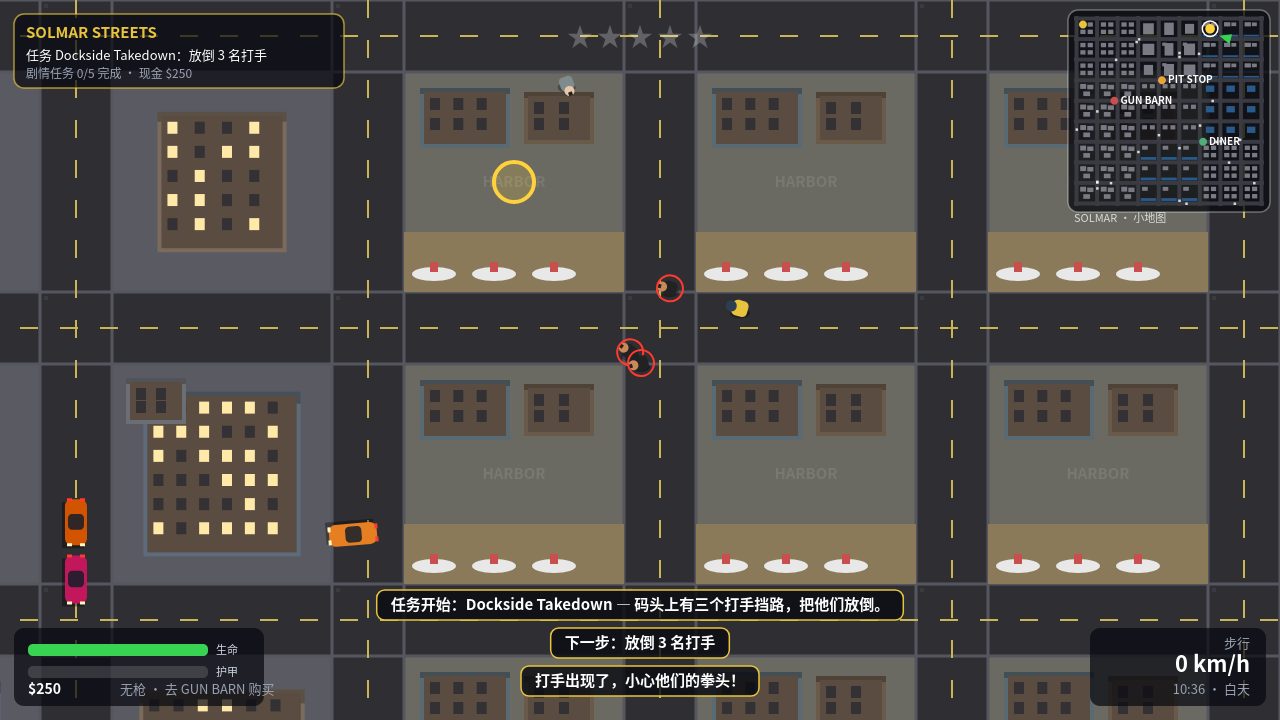 SOLMAR STREETS
任务 Dockside Takedown：放倒 3 名打手
剧情任务 0/5 完成 · 现金 $250
PIT STOP
GUN BARN
DINER
SOLMAR · 小地图
HARBOR
HARBOR
HARBOR
HARBOR
HARBOR
任务开始：Dockside Takedown — 码头上有三个打手挡路，把他们放倒。
下一步：放倒 3 名打手
打手出现了，小心他们的拳头！
生命
护甲
$250
无枪 · 去 GUN BARN 购买
步行
0 km/h
10:36 · 白天